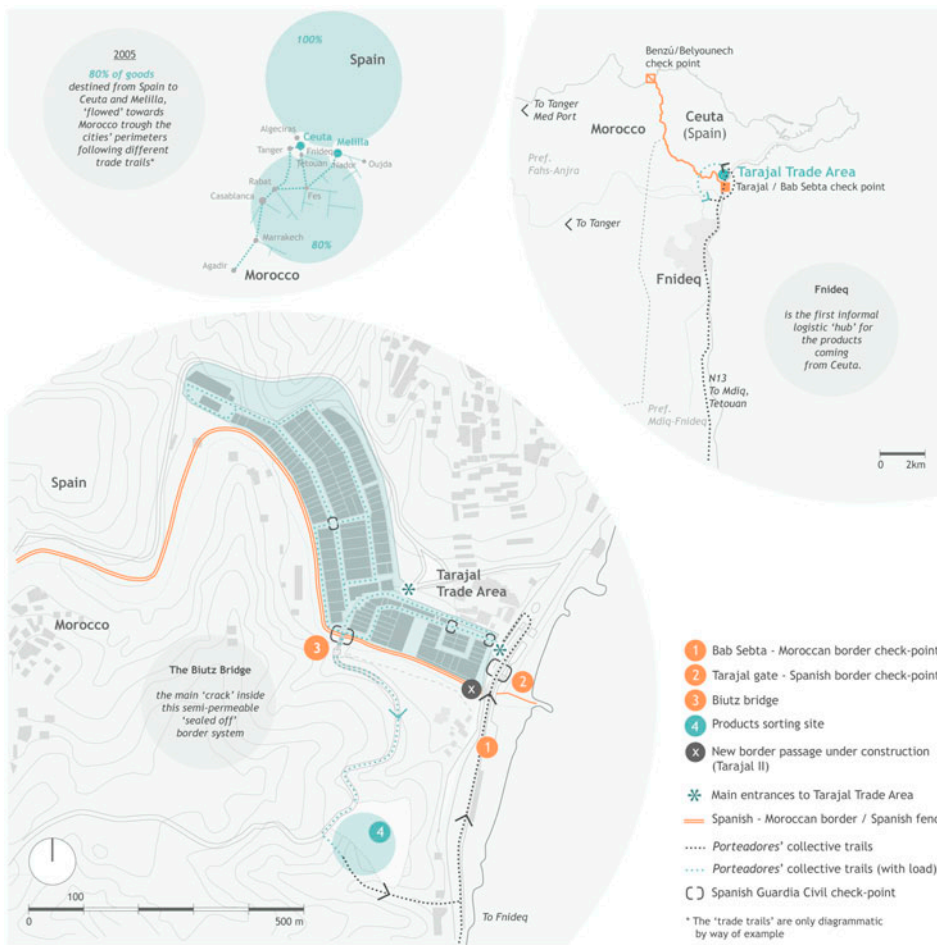 2005
80% of goods
destined from Spain to
Ceuta and Melilla,
'flowed' towards
Morocco trough the
cities' perimeters
following different
trade trails*
100%
Spain
Algeciras
Ceuta
Melilla
Tanger
Fnideq
Tetouan
Nador
Oujda
Rabat
Fes
Casablanca
Marrakech
80%
Agadir
Morocco
Benzú/Belyounech
check point
To Tanger
Med Port
Morocco
Ceuta
(Spain)
Pref.
Fahs-Anjra
Tarajal Trade Area
Tarajal / Bab Sebta check point
To Tanger
Fnideq
Fnideq
is the first informal
logistic 'hub' for
the products
coming
from Ceuta.
N13
To Mdiq,
Tetouan
Pref.
Mdiq-Fnideq
0 2km
Spain
Morocco
Tarajal
Trade Area
The Biutz Bridge
the main 'crack' inside
this semi-permeable
'sealed off'
border system
3
2
x
1
4
To Fnideq
100
0 500 m
1 Bab Sebta - Moroccan border check-point
2 Tarajal gate - Spanish border check-point
3 Biutz bridge
4 Products sorting site
x New border passage under construction
(Tarajal II)
Main entrances to Tarajal Trade Area
Spanish - Moroccan border / Spanish fenc
Porteadores' collective trails
Porteadores' collective trails (with load)
Spanish Guardia Civil check-point
* The 'trade trails' are only diagrammatic
by way of example